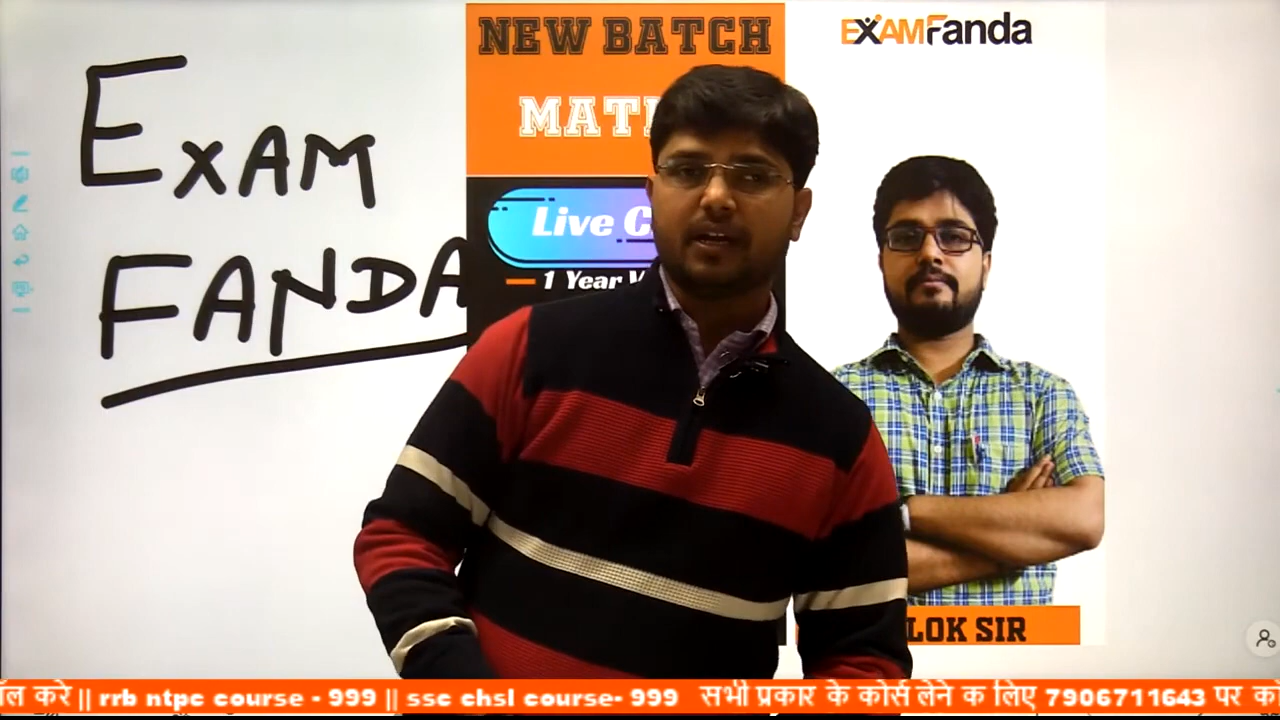 EXAM
FANDA
NEW BATCH
Live
1 Year
EXAMFanda
SIR
करे || rrb ntpc course - 999 || ssc chsl course- 999 सभी प्रकार के कोर्स लेने क लिए 7906711643 पर